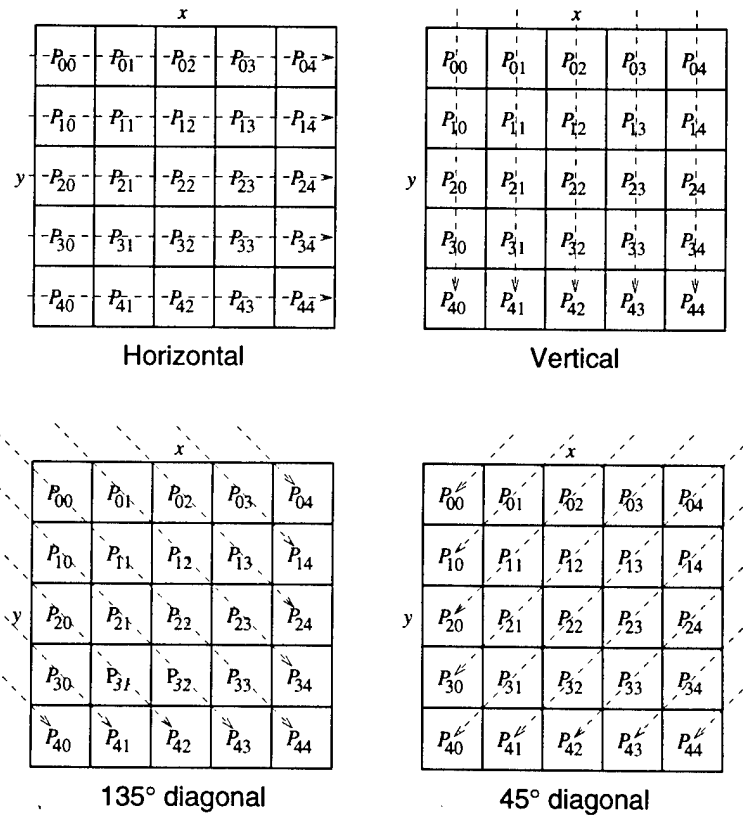 x
P00 P01 P02 P03 P04
P10 P11 P12 P13 P14
y P20 P21 P22 P23 P24
P30 P31 P32 P33 P34
P40 P41 P42 P43 P44
Horizontal
x
P00 P01 P02 P03 P04
P10 P11 P12 P13 P14
y P20 P21 P22 P23 P24
P30 P31 P32 P33 P34
P40 P41 P42 P43 P44
Vertical
x
P00 P01 P02 P03 P04
P10 P11 P12 P13 P14
y P20 P21 P22 P23 P24
P30 P31 P32 P33 P34
P40 P41 P42 P43 P44
135° diagonal
x
P00 P01 P02 P03 P04
P10 P11 P12 P13 P14
y P20 P21 P22 P23 P24
P30 P31 P32 P33 P34
P40 P41 P42 P43 P44
45° diagonal